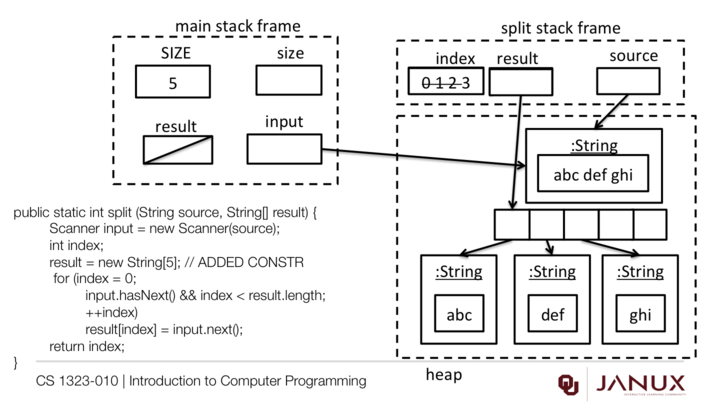 main stack frame
SIZE
size
5
result
input
split stack frame
index
result
source
0 1 2 3
:String
abc def ghi
:String
:String
:String
abc
def
ghi
heap
public static int split (String source, String[] result) {
Scanner input = new Scanner(source);
int index;
result = new String[5]; // ADDED CONSTR
for (index = 0;
input.hasNext() && index < result.length;
++index)
result[index] = input.next();
return index;
}
CS 1323-010 | Introduction to Computer Programming
JANUX